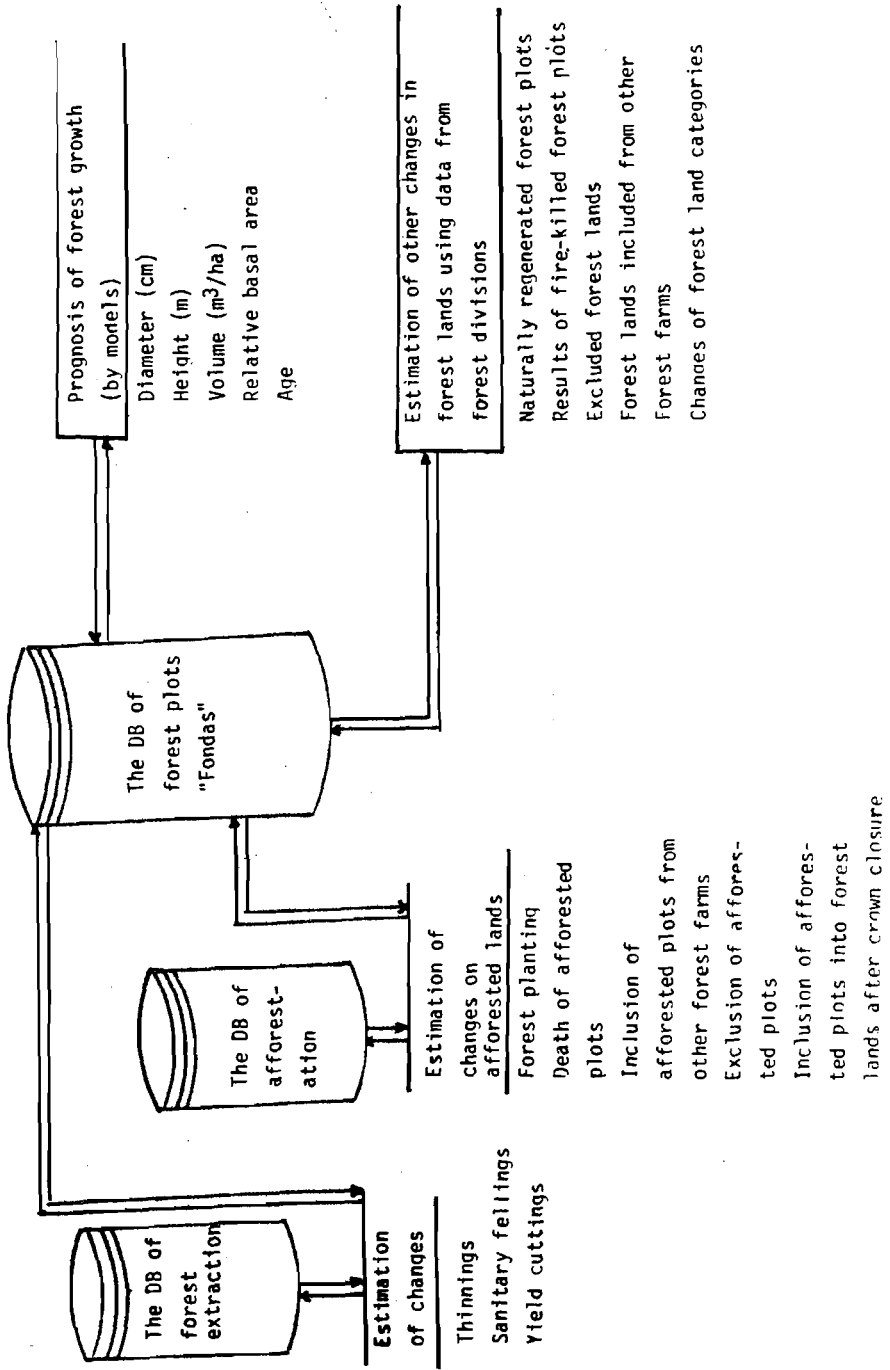 The DB of
forest
extraction
Estimation
of changes
Thinnings
Sanitary fellings
Yield cuttings
The DB of
afforest-
ation
Estimation of
changes on
afforested lands
Forest planting
Death of afforested
plots
Inclusion of
afforested plots from
other forest farms
Exclusion of affores-
ted plots
Inclusion of affores-
ted plots into forest
lands after crown closure
The DB of
forest plots
"Fondas"
Prognosis of forest growth
(by models)
Diameter (cm)
Height (m)
Volume (m³/ha)
Relative basal area
Age
Estimation of other changes in
forest lands using data from
forest divisions
Naturally regenerated forest plots
Results of fire-killed forest plots
Excluded forest lands
Forest lands included from other
Forest farms
Changes of forest land categories